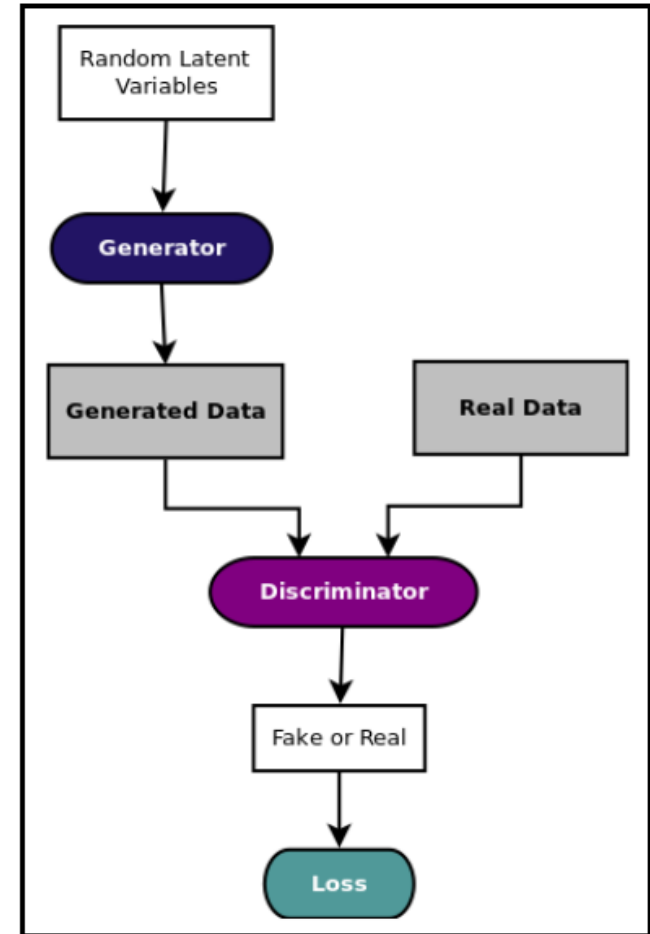 Random Latent
Variables
Generator
Generated Data
Real Data
Discriminator
Fake or Real
Loss